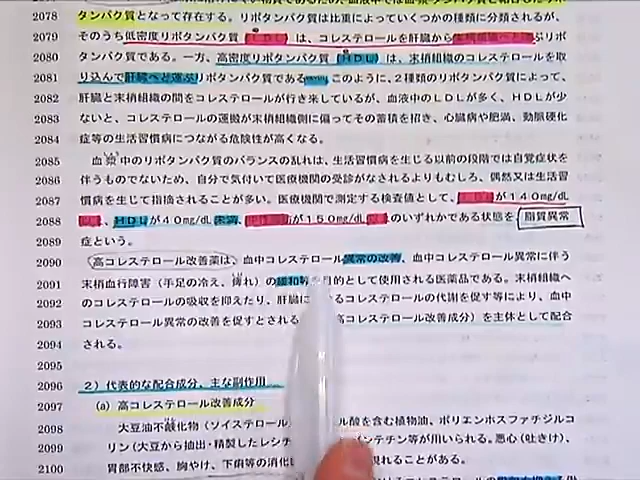 2078 タンパク質となって存在する。リポタンパク質は比重によっていくつかの種類に分類されるが、
2079 そのうち低密度リポタンパク質（LDL）は、コレステロールを肝臓から へと運ぶリポ
2080 タンパク質である。一方、高密度リポタンパク質（HDL）は、末梢組織のコレステロールを取
2081 り込んで肝臓へと運ぶリポタンパク質である このように、２種類のリポタンパク質によって、
2082 肝臓と末梢組織の間をコレステロールが行き来しているが、血液中のＬＤＬが多く、ＨＤＬが少
2083 ないと、コレステロールの運搬が末梢組織側に偏ってその蓄積を招き、心臓病や肥満、動脈硬化
2084 症等の生活習慣病につながる危険性が高くなる。
2085 血 中のリポタンパク質のバランスの乱れは、生活習慣病を生じる以前の段階では自覚症状を
2086 伴うものでないため、自分で気付いて医療機関の受診がなされるよりもむしろ、偶然又は生活習
2087 慣病を生じて指摘されることが多い。医療機関で測定する検査値として、 が１４０mg/dL
2088 、HDLが４０mg/dL未満、 が１５０mg/dL のいずれかである状態を、脂質異常
2089 症という。
2090 高コレステロール改善薬は、血中コレステロール異常の改善、血中コレステロール異常に伴う
2091 末梢血行障害（手足の冷え、痺れ）の緩和等 目的として使用される医薬品である。末梢組織へ
2092 のコレステロールの吸収を抑えたり、肝臓に るコレステロールの代謝を促す等により、血中
2093 コレステロール異常の改善を促すとされる 高コレステロール改善成分）を主体として配合
2094 される。
2095
2096 ２）代表的な配合成分、主な副作用
2097 （a）高コレステロール改善成分
2098 大豆油不鹸化物（ソイステロール） ル酸を含む植物油、ポリエンホスファチジルコ
2099 リン（大豆から抽出・精製したレシチ ンテチン等が用いられる。悪心（吐きけ）、
2100 胃部不快感、胸やけ、下痢等の消化 現れることがある。